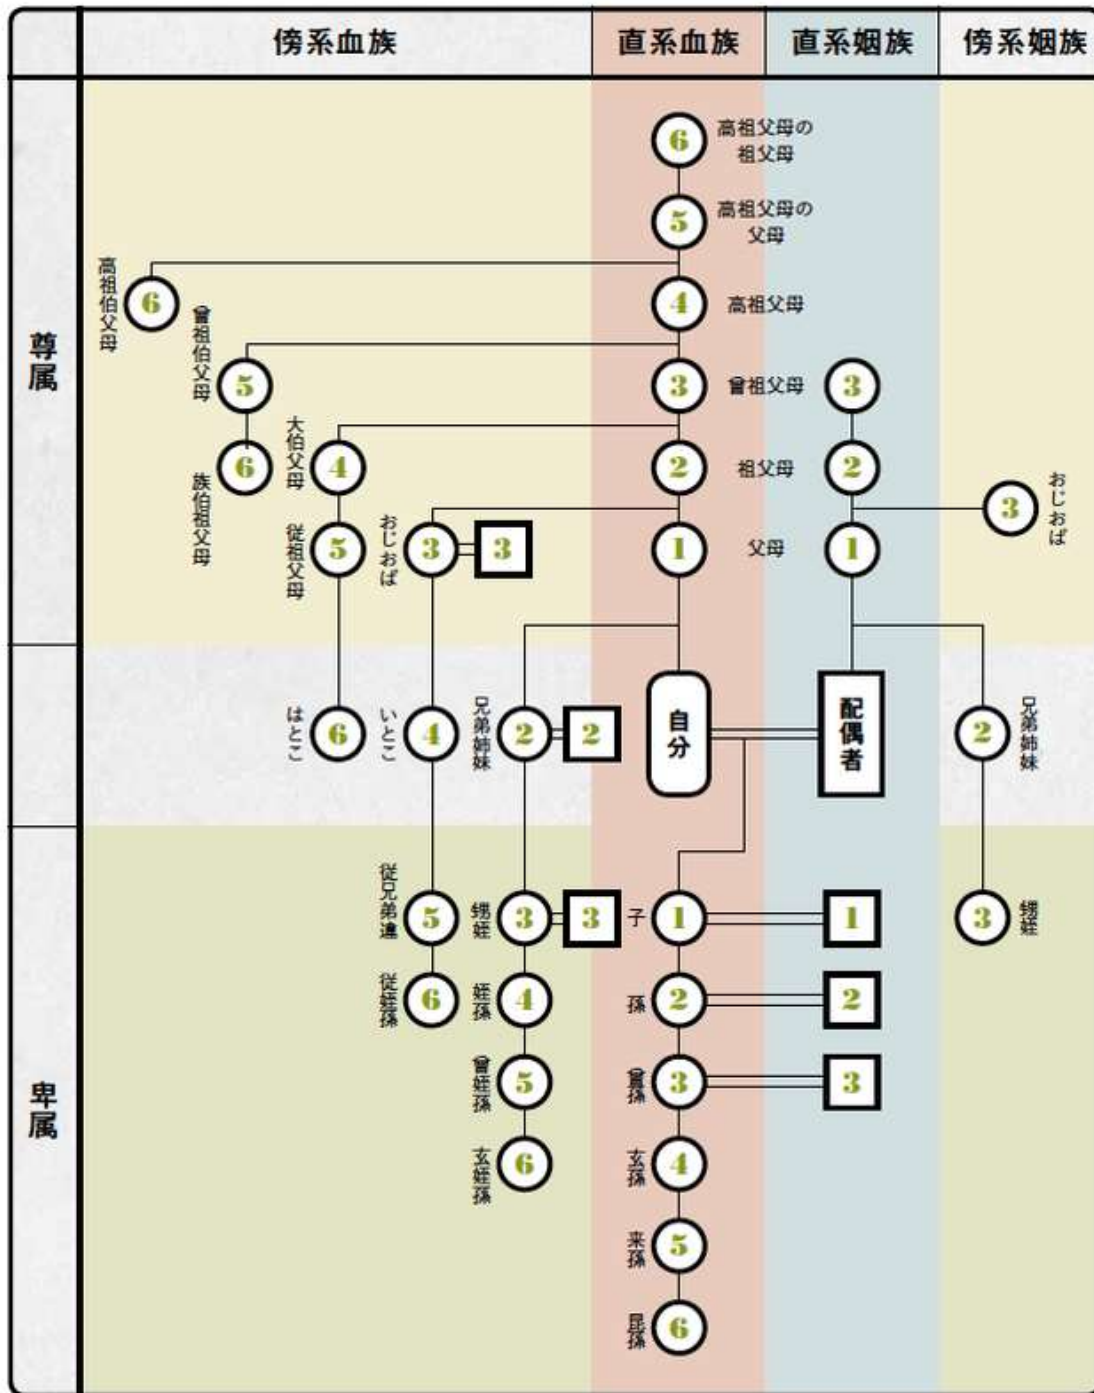 傍系血族
直系血族
直系姻族
傍系姻族
尊属
卑属
6
高祖父母の
祖父母
5
高祖父母の
父母
高祖伯父母
6
4
高祖父母
曾祖伯父母
5
3
曾祖父母
3
族伯祖父母
6
大伯父母
4
2
祖父母
2
3
おじおば
従祖父母
5
おじおば
3
3
1
父母
1
はとこ
6
いとこ
4
兄弟姉妹
2
2
自分
配偶者
2
兄弟姉妹
従兄弟違
5
甥姪
3
3
子
1
1
3
甥姪
従姪孫
6
姪孫
4
孫
2
2
曾姪孫
5
曾孫
3
3
玄姪孫
6
玄孫
4
来孫
5
昆孫
6